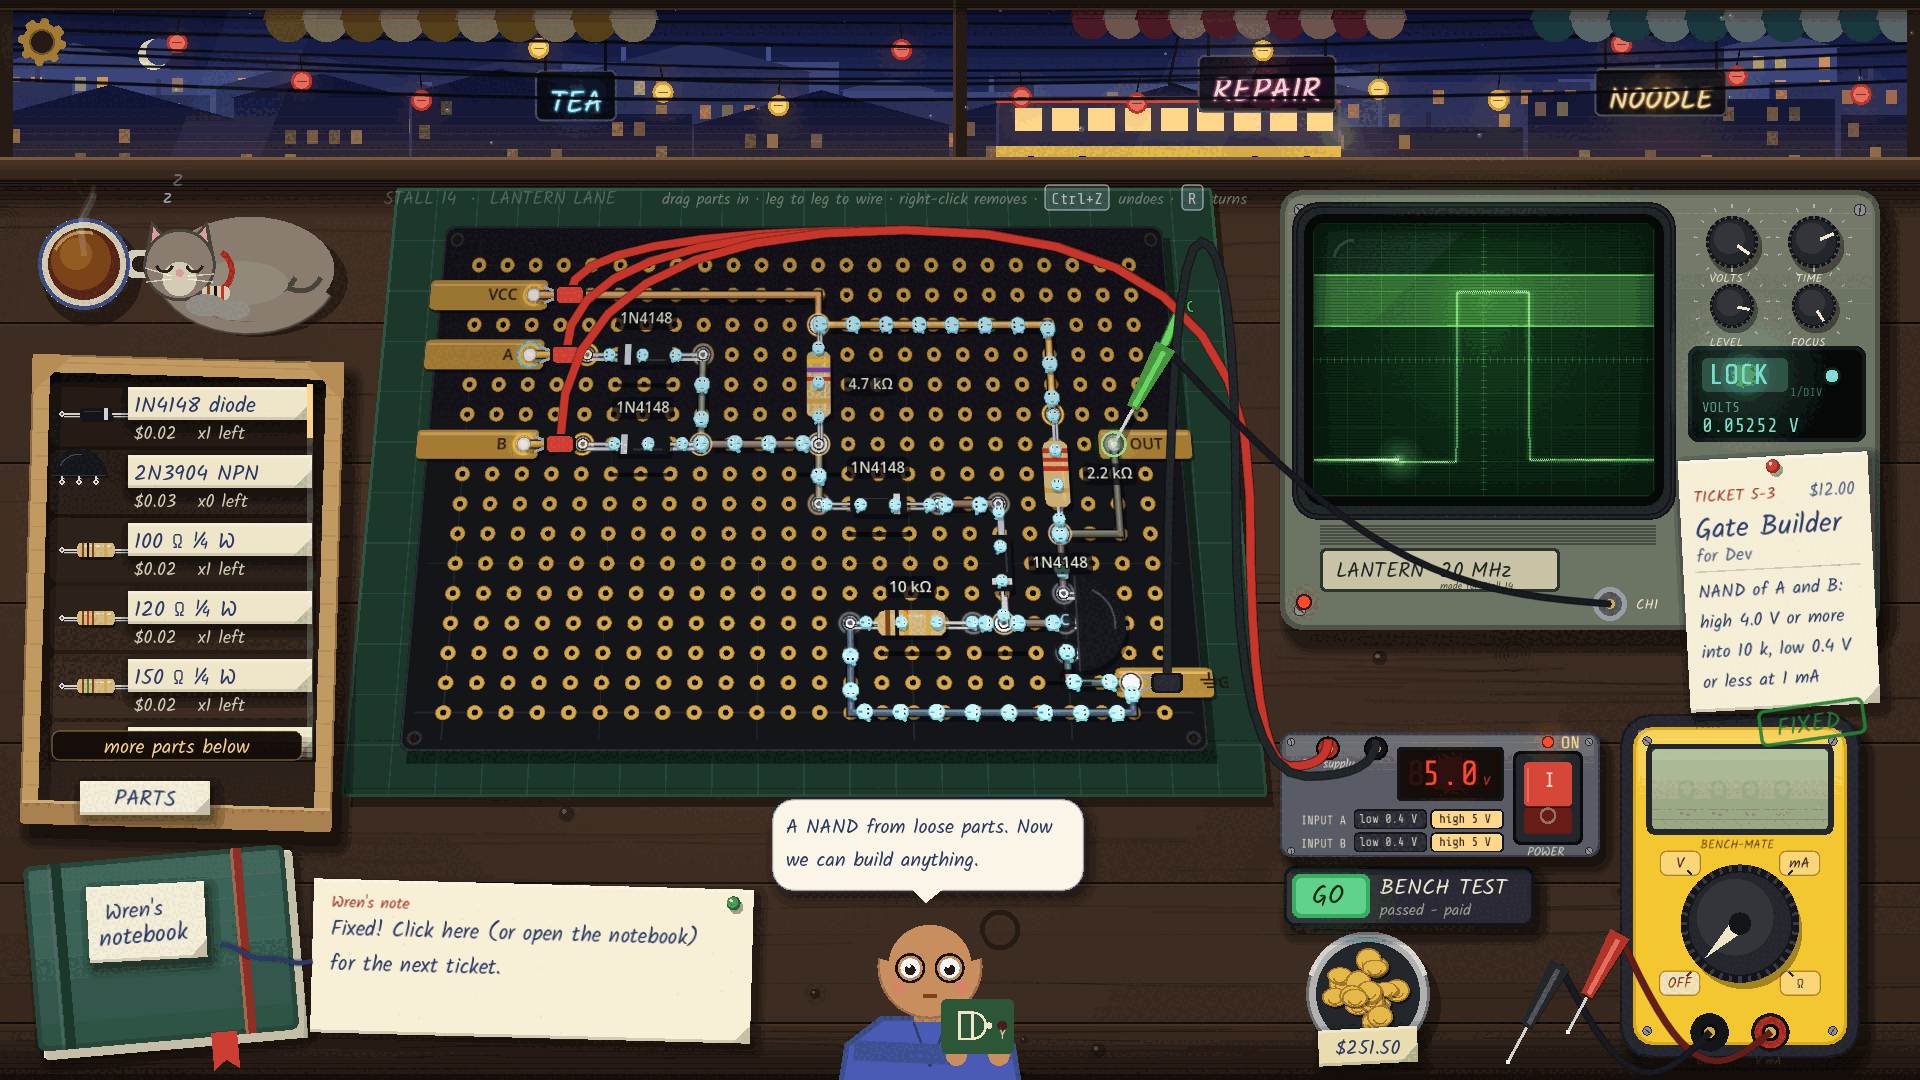 TEA
REPAIR
NOODLE
z
z
STALL 14 · LANTERN LANE
drag parts in · leg to leg to wire · right-click removes · Ctrl+Z undoes · R turns
VCC
A
B
OUT
G
C
C
1N4148
1N4148
4.7 kΩ
1N4148
2.2 kΩ
1N4148
10 kΩ
1N4148 diode
$0.02 x1 left
2N3904 NPN
$0.03 x0 left
100 Ω ¼ W
$0.02 x1 left
120 Ω ¼ W
$0.02 x1 left
150 Ω ¼ W
$0.02 x1 left
more parts below
PARTS
VOLTS
TIME
LEVEL
FOCUS
LOCK
1/DIV
VOLTS
0.05252 V
LANTERN 20 MHz
CH1
TICKET 5-3 $12.00
Gate Builder
for Dev
NAND of A and B:
high 4.0 V or more
into 10 k, low 0.4 V
or less at 1 mA
FIXED
supply
5.0 V
ON
I
INPUT A low 0.4 V high 5 V
INPUT B low 0.4 V high 5 V
POWER
GO
BENCH TEST
passed - paid
$251.50
BENCH-MATE
V
mA
OFF
Ω
Wren's
notebook
Wren's note
Fixed! Click here (or open the notebook)
for the next ticket.
A NAND from loose parts. Now
we can build anything.
Y